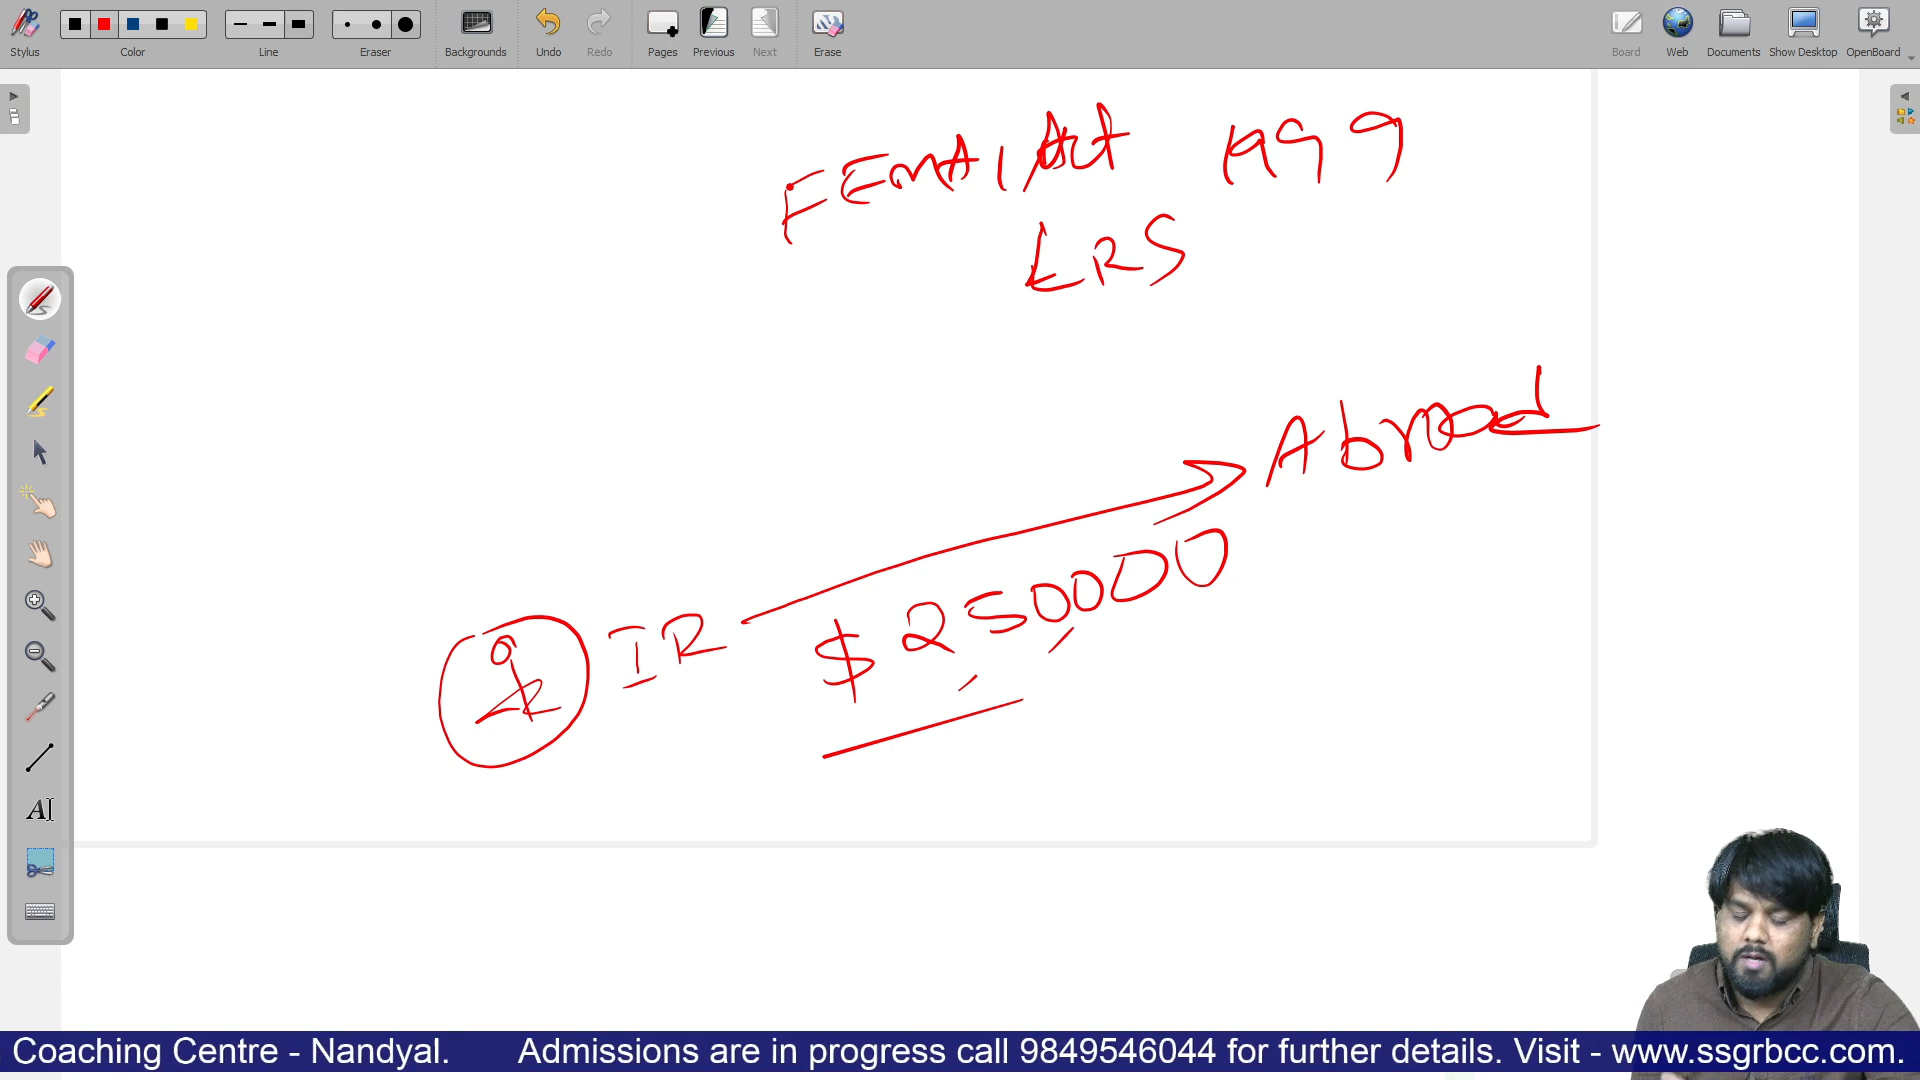 Stylus Color Line Eraser Backgrounds Undo Redo Pages Previous Next Erase Board Web Documents Show Desktop OpenBoard
FEMA, Act 1999
LRS
Abroad
IR $ 250000
Coaching Centre - Nandyal. Admissions are in progress call 9849546044 for further details. Visit - www.ssgrbcc.com.